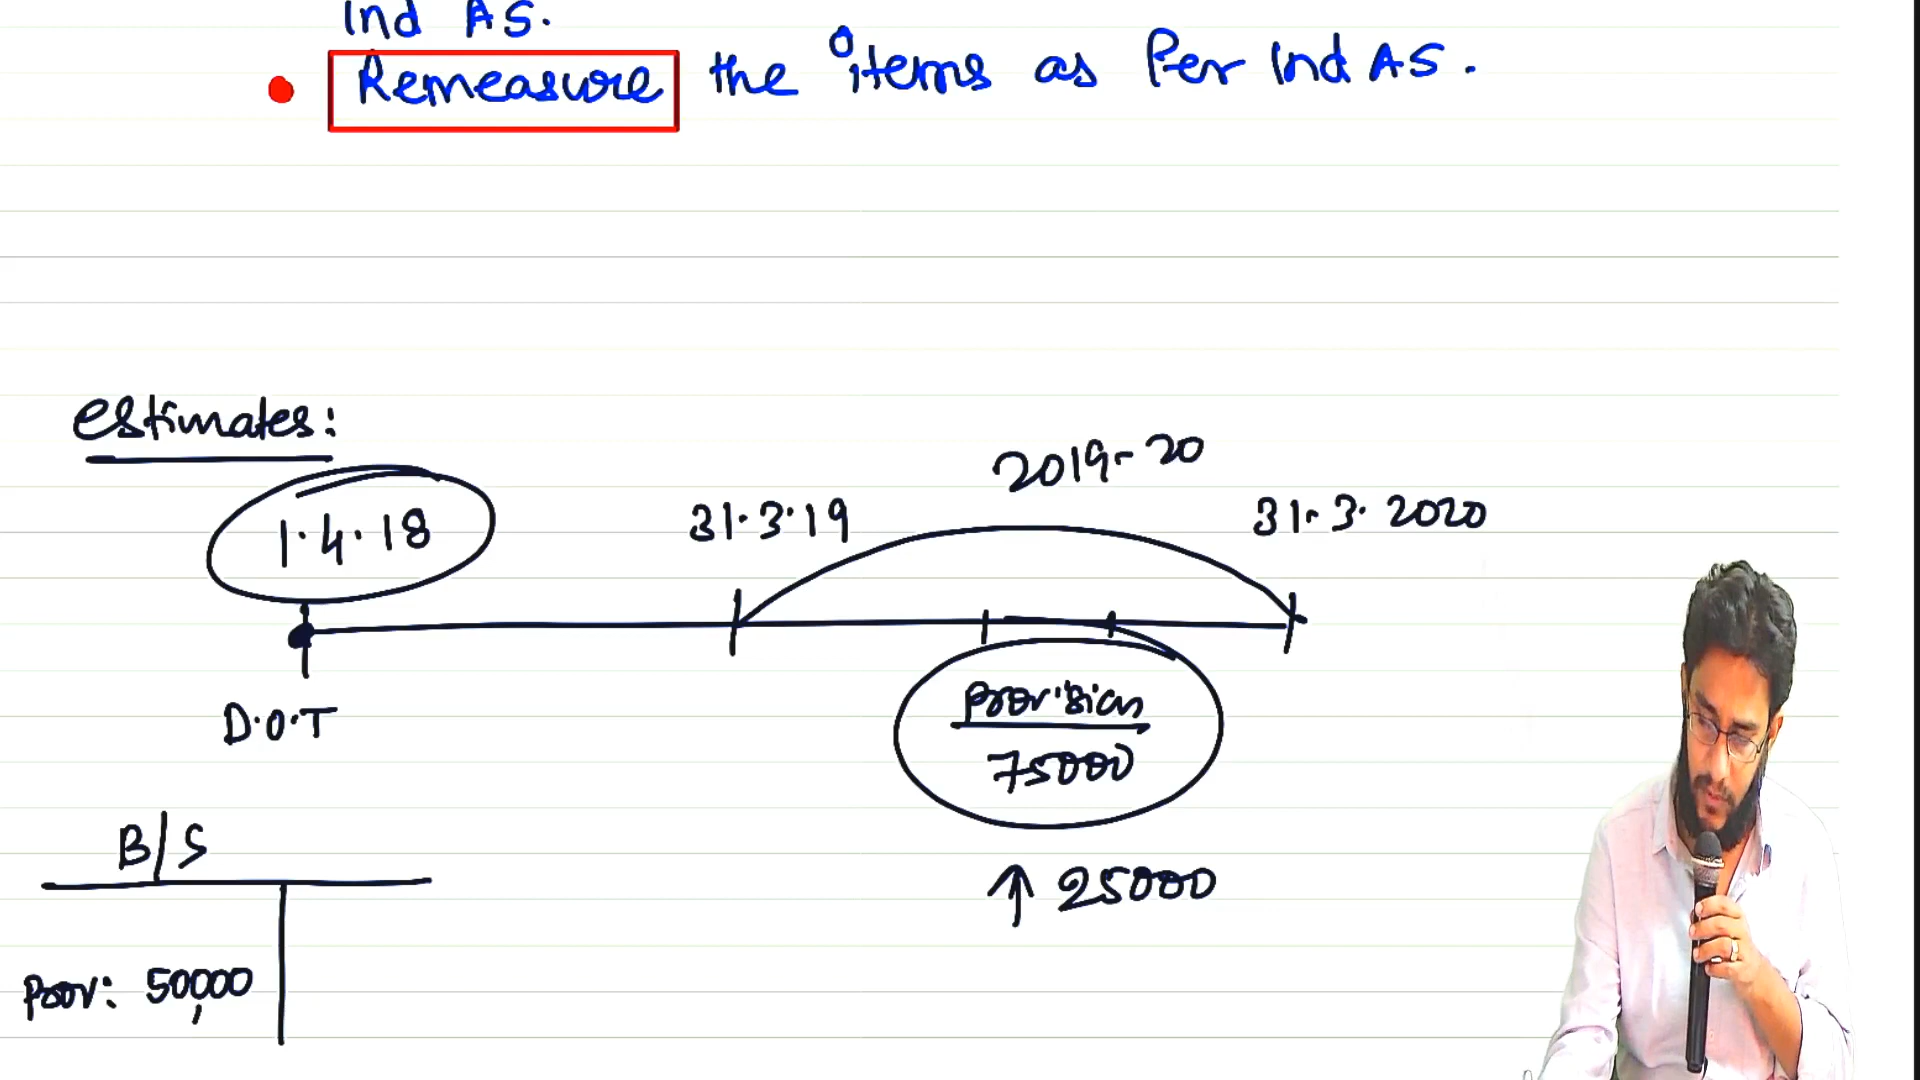 Ind AS.
• Remeasure the items as Per Ind AS.
estimates:
2019-20
1.4.18 31.3.19 31.3.2020
D.O.T
provision
75000
B/S
↑ 25000
Prov: 50,000